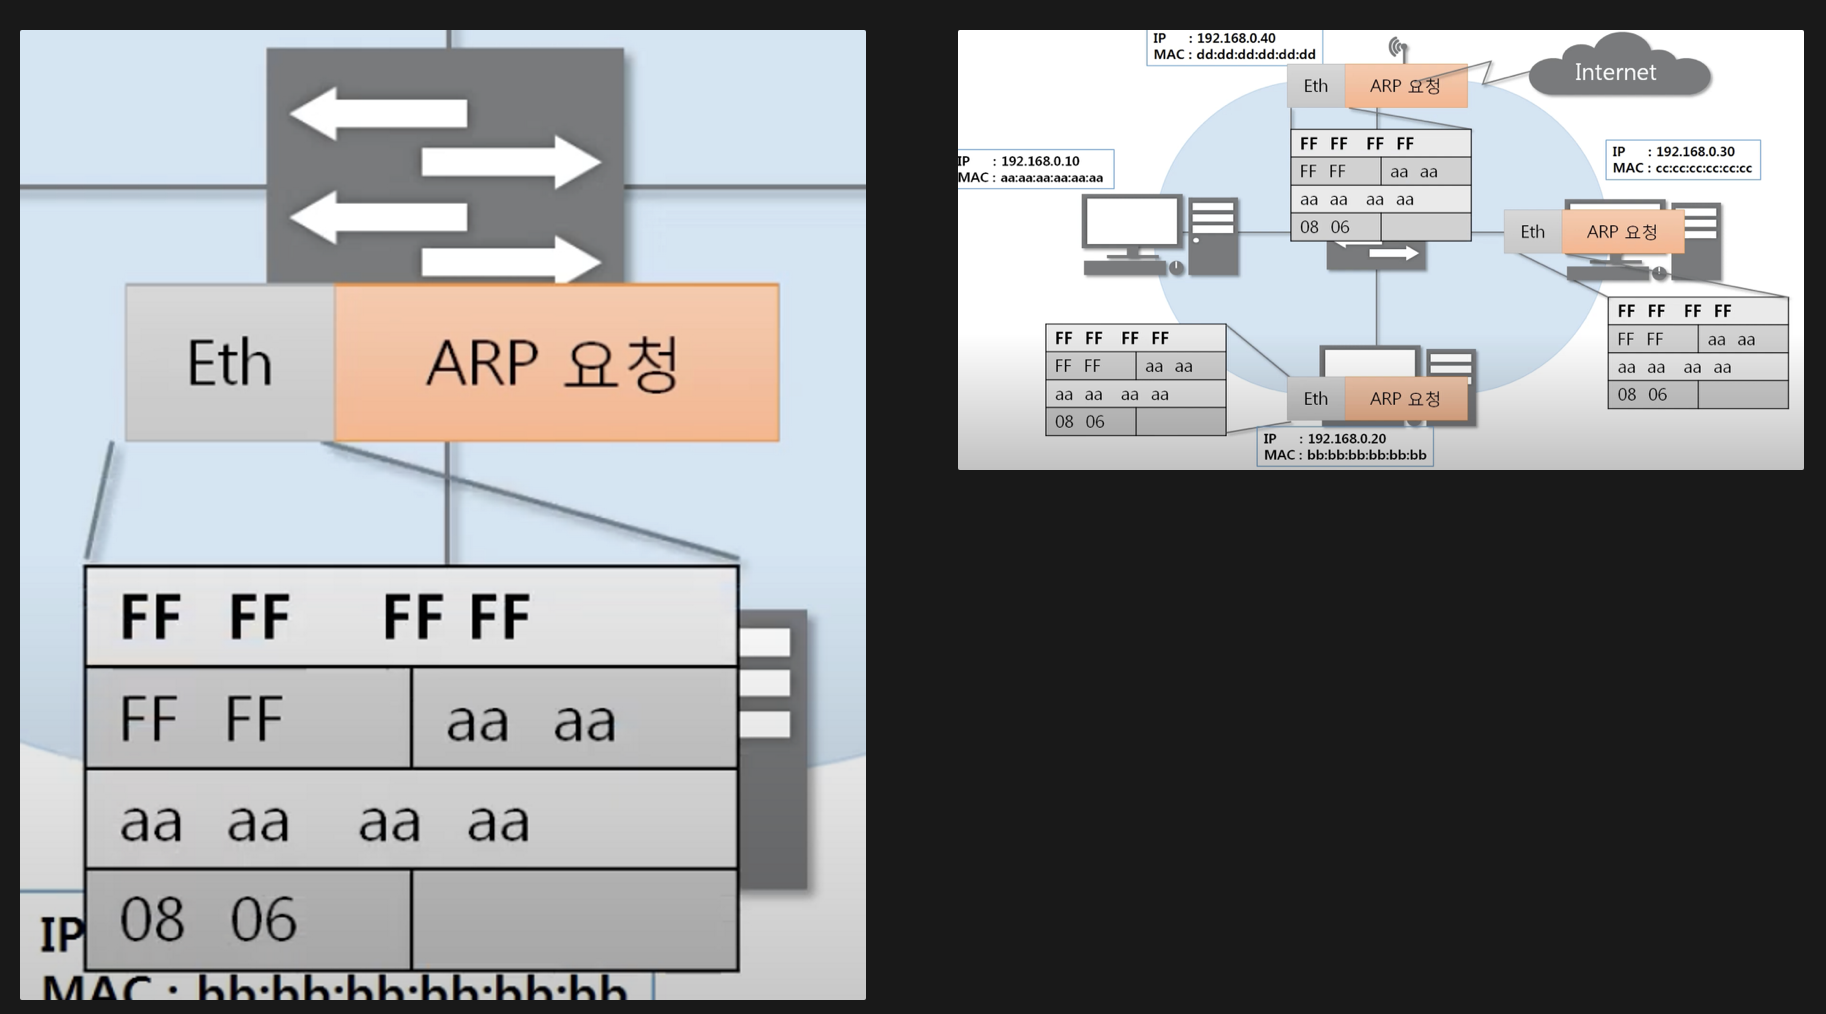 Eth ARP 요청
FF FF FF FF
FF FF aa aa
aa aa aa aa
08 06
IP
MAC : bb:bb:bb:bb:bb:bb
IP : 192.168.0.40
MAC : dd:dd:dd:dd:dd:dd
Eth ARP 요청
Internet
FF FF FF FF
FF FF aa aa
aa aa aa aa
08 06
IP : 192.168.0.10
MAC : aa:aa:aa:aa:aa:aa
IP : 192.168.0.30
MAC : cc:cc:cc:cc:cc:cc
Eth ARP 요청
FF FF FF FF
FF FF aa aa
aa aa aa aa
08 06
FF FF FF FF
FF FF aa aa
aa aa aa aa
08 06
Eth ARP 요청
IP : 192.168.0.20
MAC : bb:bb:bb:bb:bb:bb